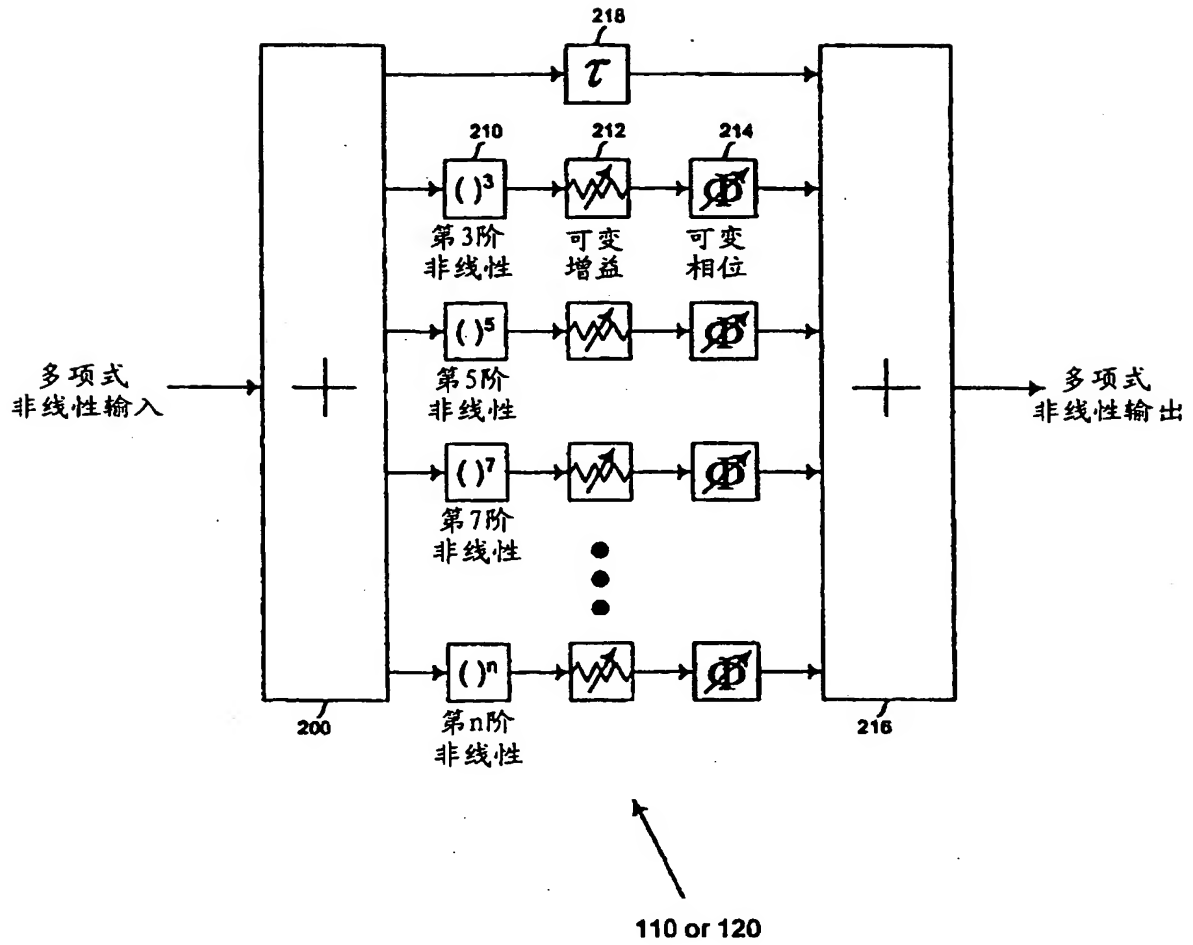 218
τ
210
212
214
( )³
Φ
第3阶
非线性
可变
增益
可变
相位
( )⁵
Φ
第5阶
非线性
多项式
非线性输入
+
+
多项式
非线性输出
( )⁷
Φ
第7阶
非线性
( )ⁿ
Φ
第n阶
非线性
200
216
110 or 120